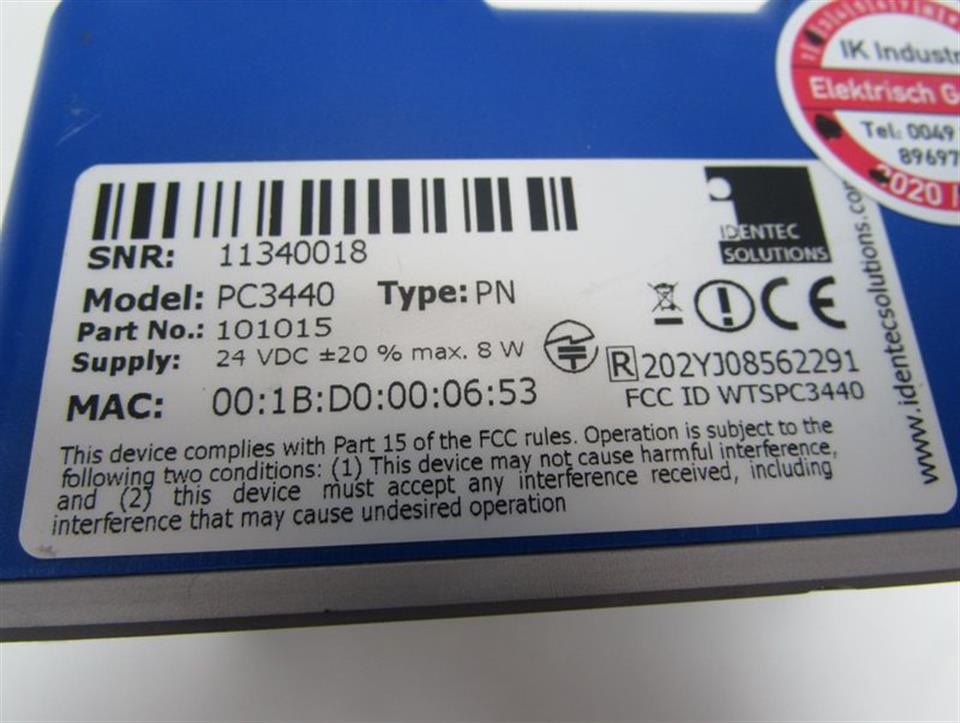 IK Industr
Elektrisch G
Tel: 0049
89697
2020
SNR: 11340018
IDENTEC
SOLUTIONS
Model: PC3440 Type: PN
Part No.: 101015
Supply: 24 VDC ±20 % max. 8 W
CE
R 202YJ08562291
MAC: 00:1B:D0:00:06:53
FCC ID WTSPC3440
This device complies with Part 15 of the FCC rules. Operation is subject to the
following two conditions: (1) This device may not cause harmful interference,
and (2) this device must accept any interference received, including
interference that may cause undesired operation
www.identecsolutions.com